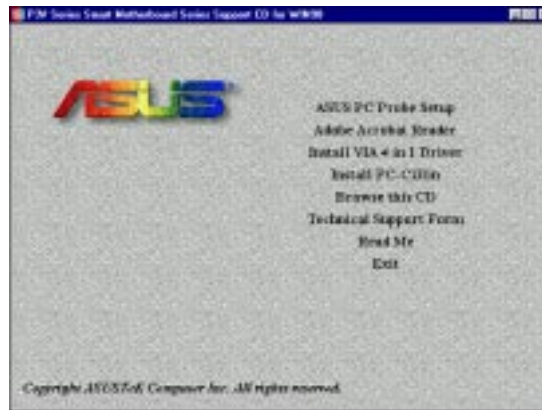 P3V Series Smart Motherboard Series Support CD for WIN98
ASUS
ASUS PC Probe Setup
Adobe Acrobat Reader
Install VIA 4 in 1 Driver
Install PC-Cillin
Browse this CD
Technical Support Form
Read Me
Exit
Copyright ASUSTeK Computer Inc. All rights reserved.